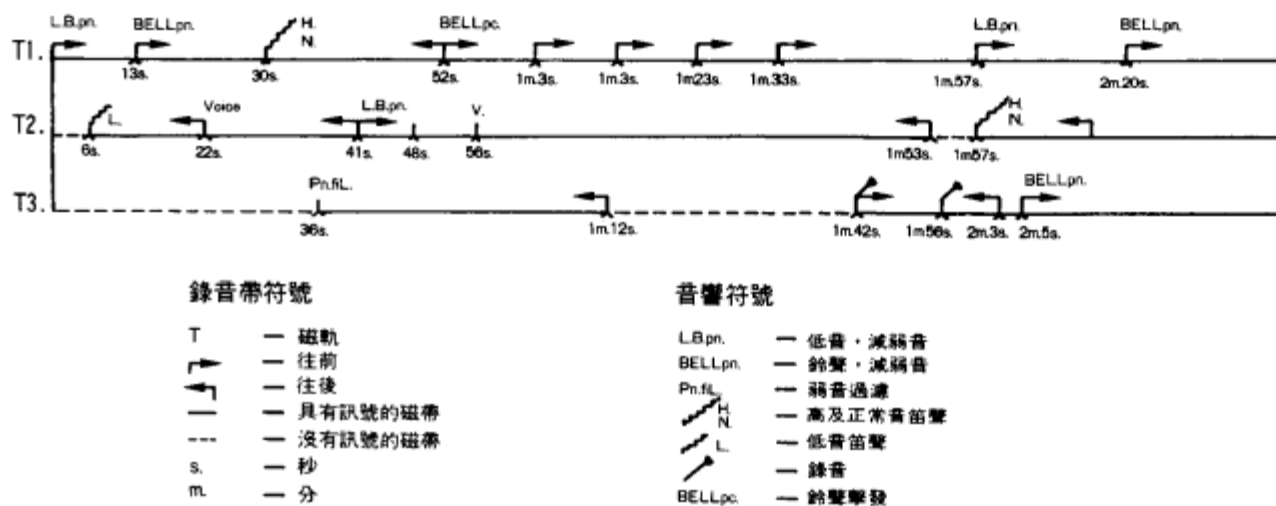 L.B.pn. BELLpn. H. BELLpc. L.B.pn. BELLpn.
N.
T1.
13s. 30s. 52s. 1m.3s. 1m.3s. 1m23s. 1m.33s. 1m.57s. 2m.20s.
L. Voice L.B.pn. V. H.
N.
T2.
6s. 22s. 41s. 48s. 56s. 1m53s. 1m57s.
Pn.fiL. BELLpn.
T3.
36s. 1m.12s. 1m.42s. 1m56s. 2m.3s. 2m.5s.
錄音帶符號
T — 磁軌
— 往前
— 往後
— 具有訊號的磁帶
— 沒有訊號的磁帶
s. — 秒
m. — 分
音響符號
L.B.pn. — 低音，減弱音
BELLpn. — 鈴聲，減弱音
Pn.fiL. — 弱音過濾
H.
N. — 高及正常音笛聲
L. — 低音笛聲
— 錄音
BELLpc. — 鈴聲擊發